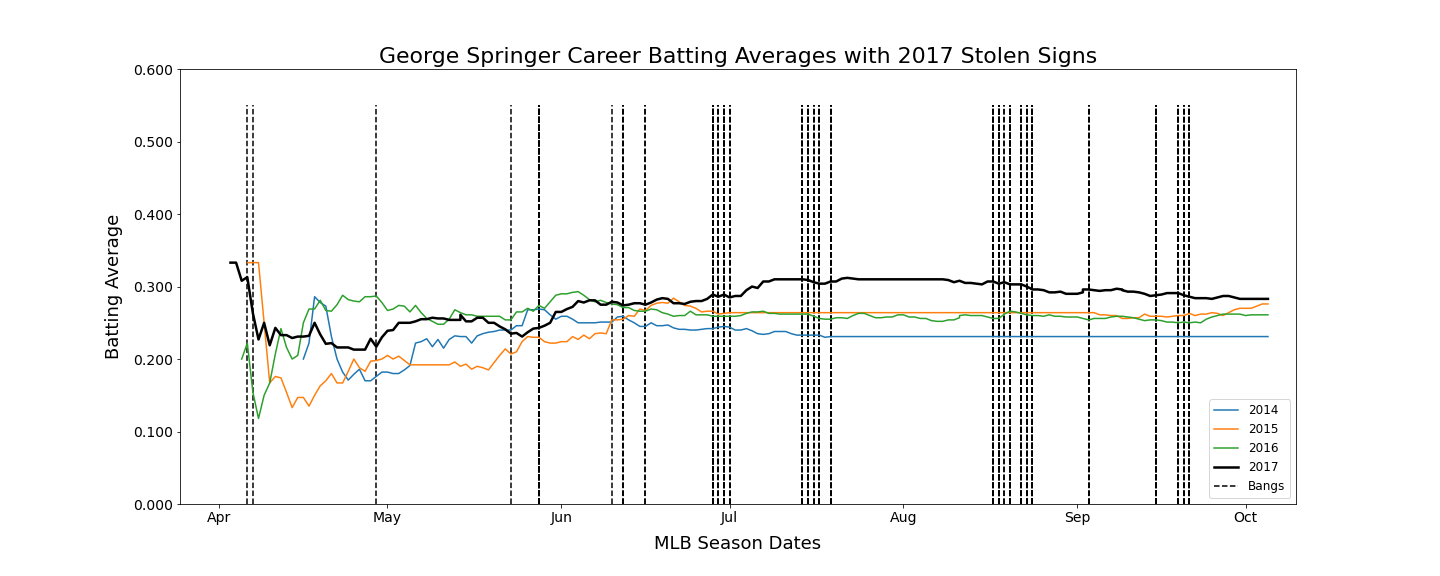 George Springer Career Batting Averages with 2017 Stolen Signs
0.600
0.500
0.400
0.300
0.200
0.100
0.000
Batting Average
Apr May Jun Jul Aug Sep Oct
MLB Season Dates
2014
2015
2016
2017
Bangs